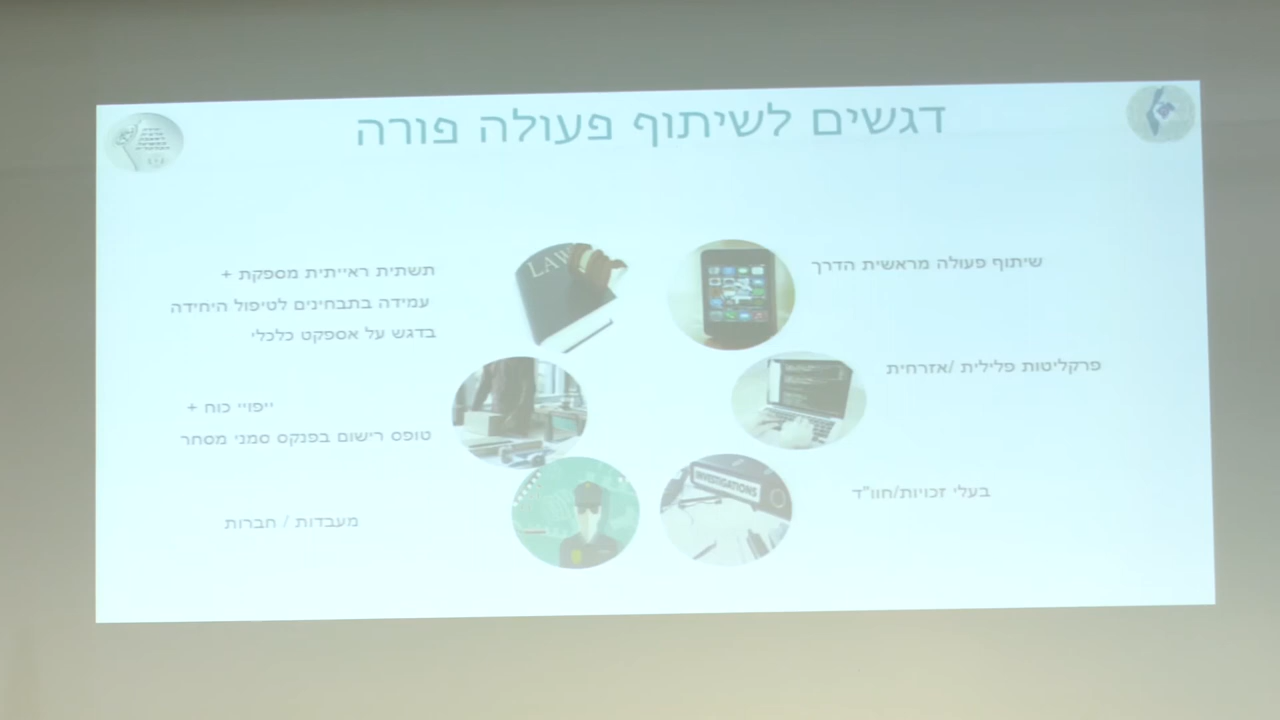 דגשים לשיתוף פעולה פורה
שיתוף פעולה מראשית הדרך
פרקליטות פלילית /אזרחית
בעלי זכויות/חוו"ד
תשתית ראייתית מספקת +
עמידה בתבחינים לטיפול היחידה
בדגש על אספקט כלכלי
ייפויי כוח +
טופס רישום בפנקס סמני מסחר
מעבדות / חברות
LAW
INVESTIGATIONS